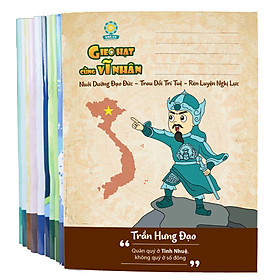 GIEO HẠT
CÙNG VĨ NHÂN
Nuôi Dưỡng Đạo Đức - Trau Dồi Trí Tuệ - Rèn Luyện Nghị Lực
Trần Hưng Đạo
“ Quân quý ở Tinh Nhuệ,
không quý ở số đông ”